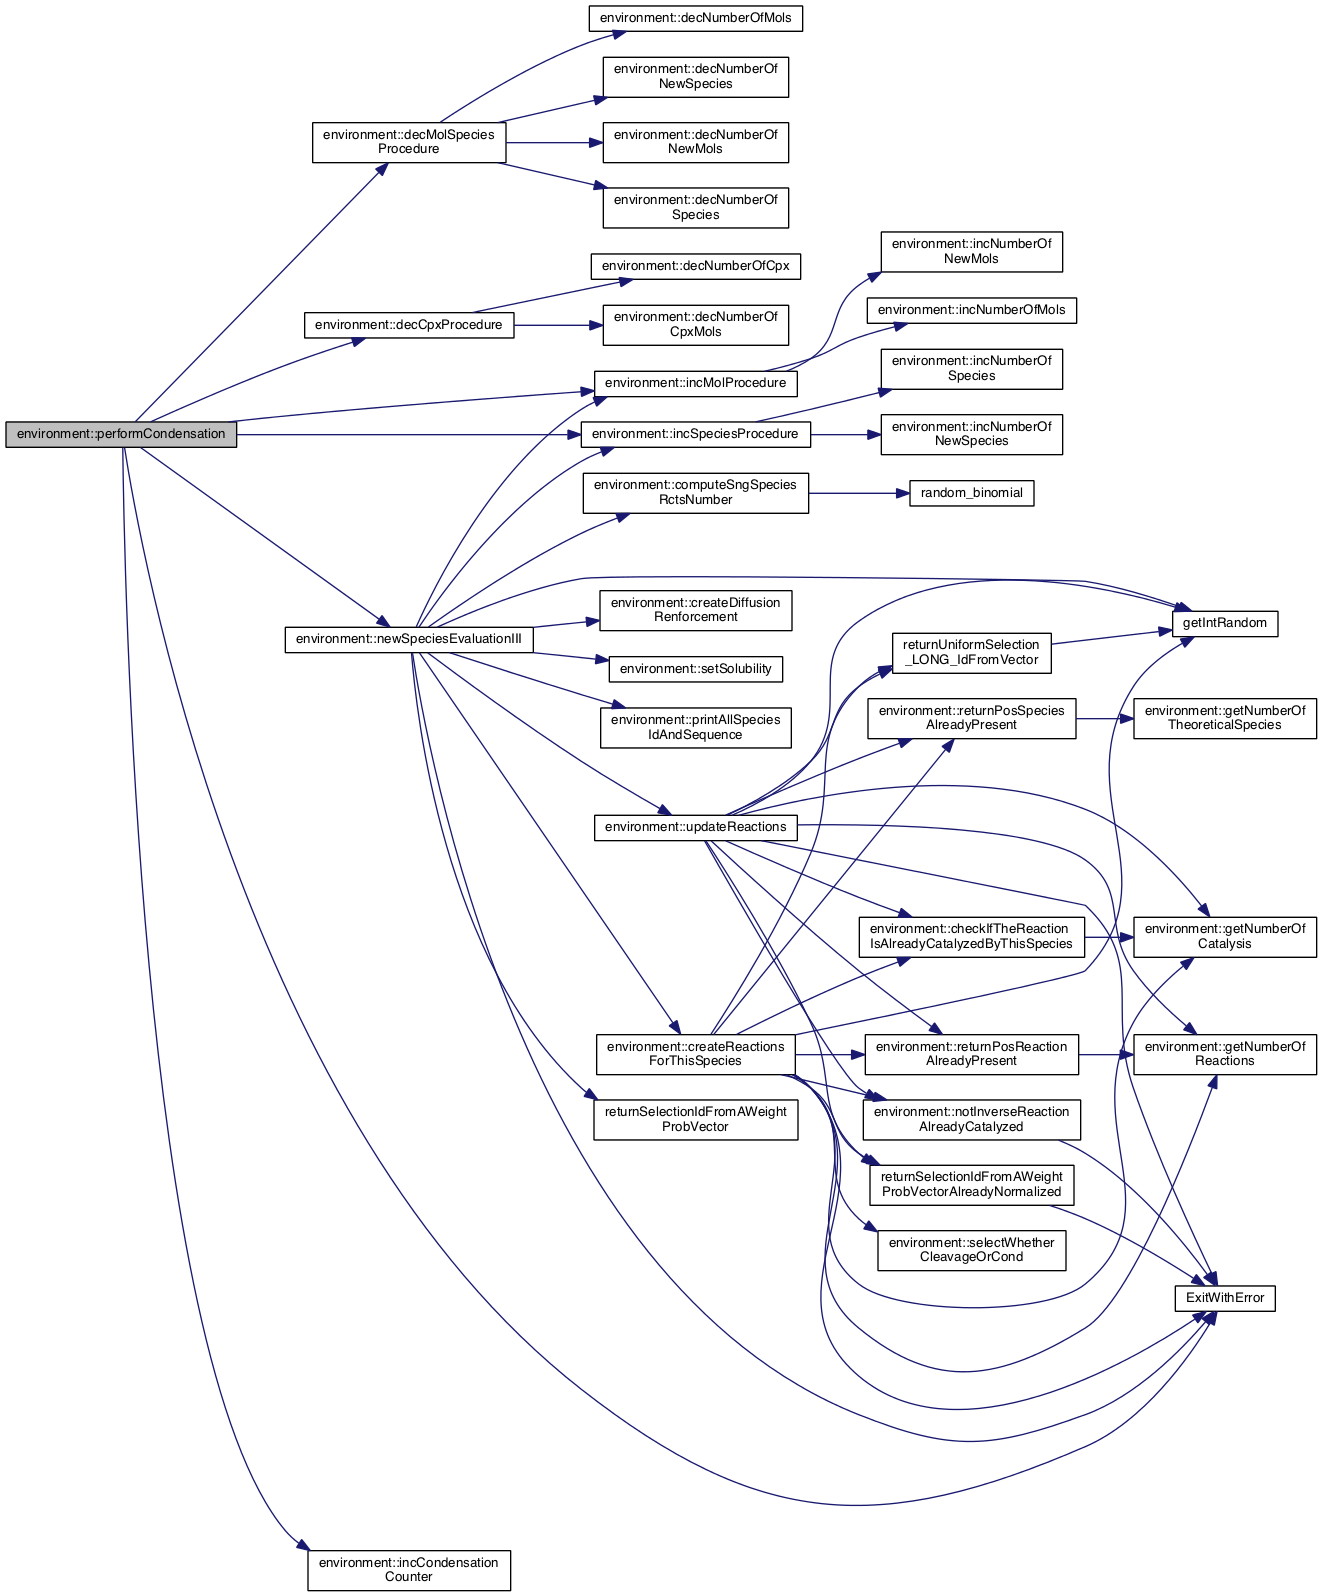 environment::decNumberOfMols
environment::decNumberOf
NewSpecies
environment::decMolSpecies
Procedure
environment::decNumberOf
NewMols
environment::decNumberOf
Species
environment::incNumberOf
NewMols
environment::decNumberOfCpx
environment::incNumberOfMols
environment::decCpxProcedure
environment::decNumberOf
CpxMols
environment::incNumberOf
Species
environment::incMolProcedure
environment::performCondensation
environment::incSpeciesProcedure
environment::incNumberOf
NewSpecies
environment::computeSngSpecies
RctsNumber
random_binomial
environment::createDiffusion
Renforcement
getIntRandom
environment::newSpeciesEvaluationIII
returnUniformSelection
_LONG_IdFromVector
environment::setSolubility
environment::printAllSpecies
IdAndSequence
environment::returnPosSpecies
AlreadyPresent
environment::getNumberOf
TheoreticalSpecies
environment::updateReactions
environment::checkIfTheReaction
IsAlreadyCatalyzedByThisSpecies
environment::getNumberOf
Catalysis
environment::createReactions
ForThisSpecies
environment::returnPosReaction
AlreadyPresent
environment::getNumberOf
Reactions
returnSelectionIdFromAWeight
ProbVector
environment::notInverseReaction
AlreadyCatalyzed
returnSelectionIdFromAWeight
ProbVectorAlreadyNormalized
environment::selectWhether
CleavageOrCond
ExitWithError
environment::incCondensation
Counter